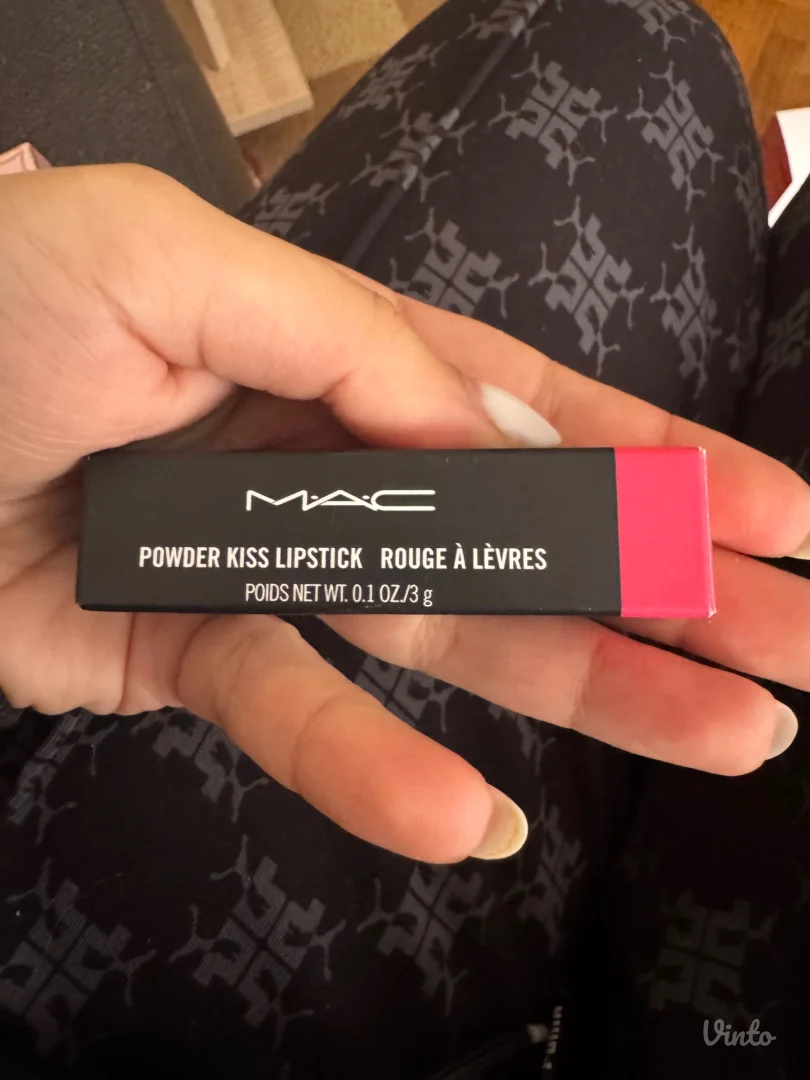 MAC
POWDER KISS LIPSTICK ROUGE À LÈVRES
POIDS NET WT. 0.1 OZ./3 g
Vinto